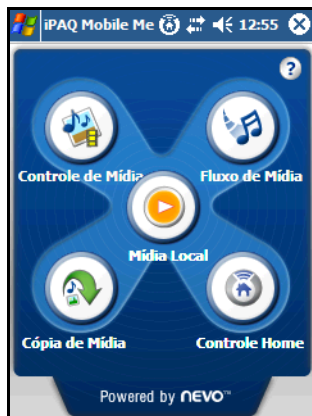 iPAQ Mobile Me 12:55
?
Controle de Mídia
Fluxo de Mídia
Mídia Local
Cópia de Mídia
Controle Home
Powered by nevo™